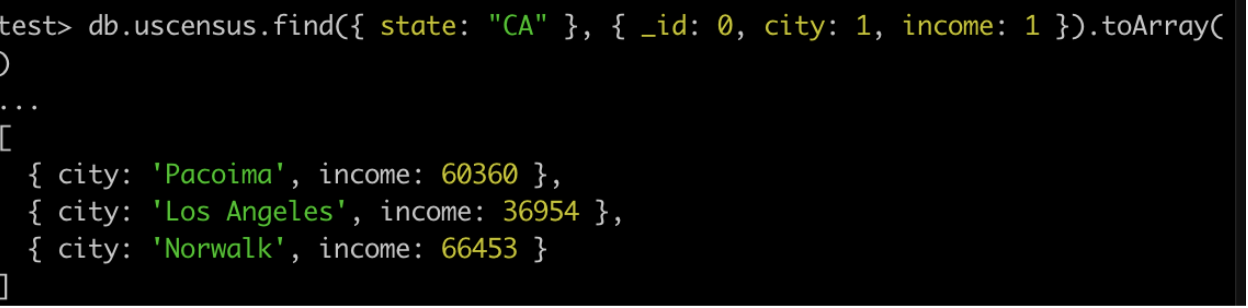 test> db.uscensus.find({ state: "CA" }, { _id: 0, city: 1, income: 1 }).toArray(
)
...
[
  { city: 'Pacoima', income: 60360 },
  { city: 'Los Angeles', income: 36954 },
  { city: 'Norwalk', income: 66453 }
]